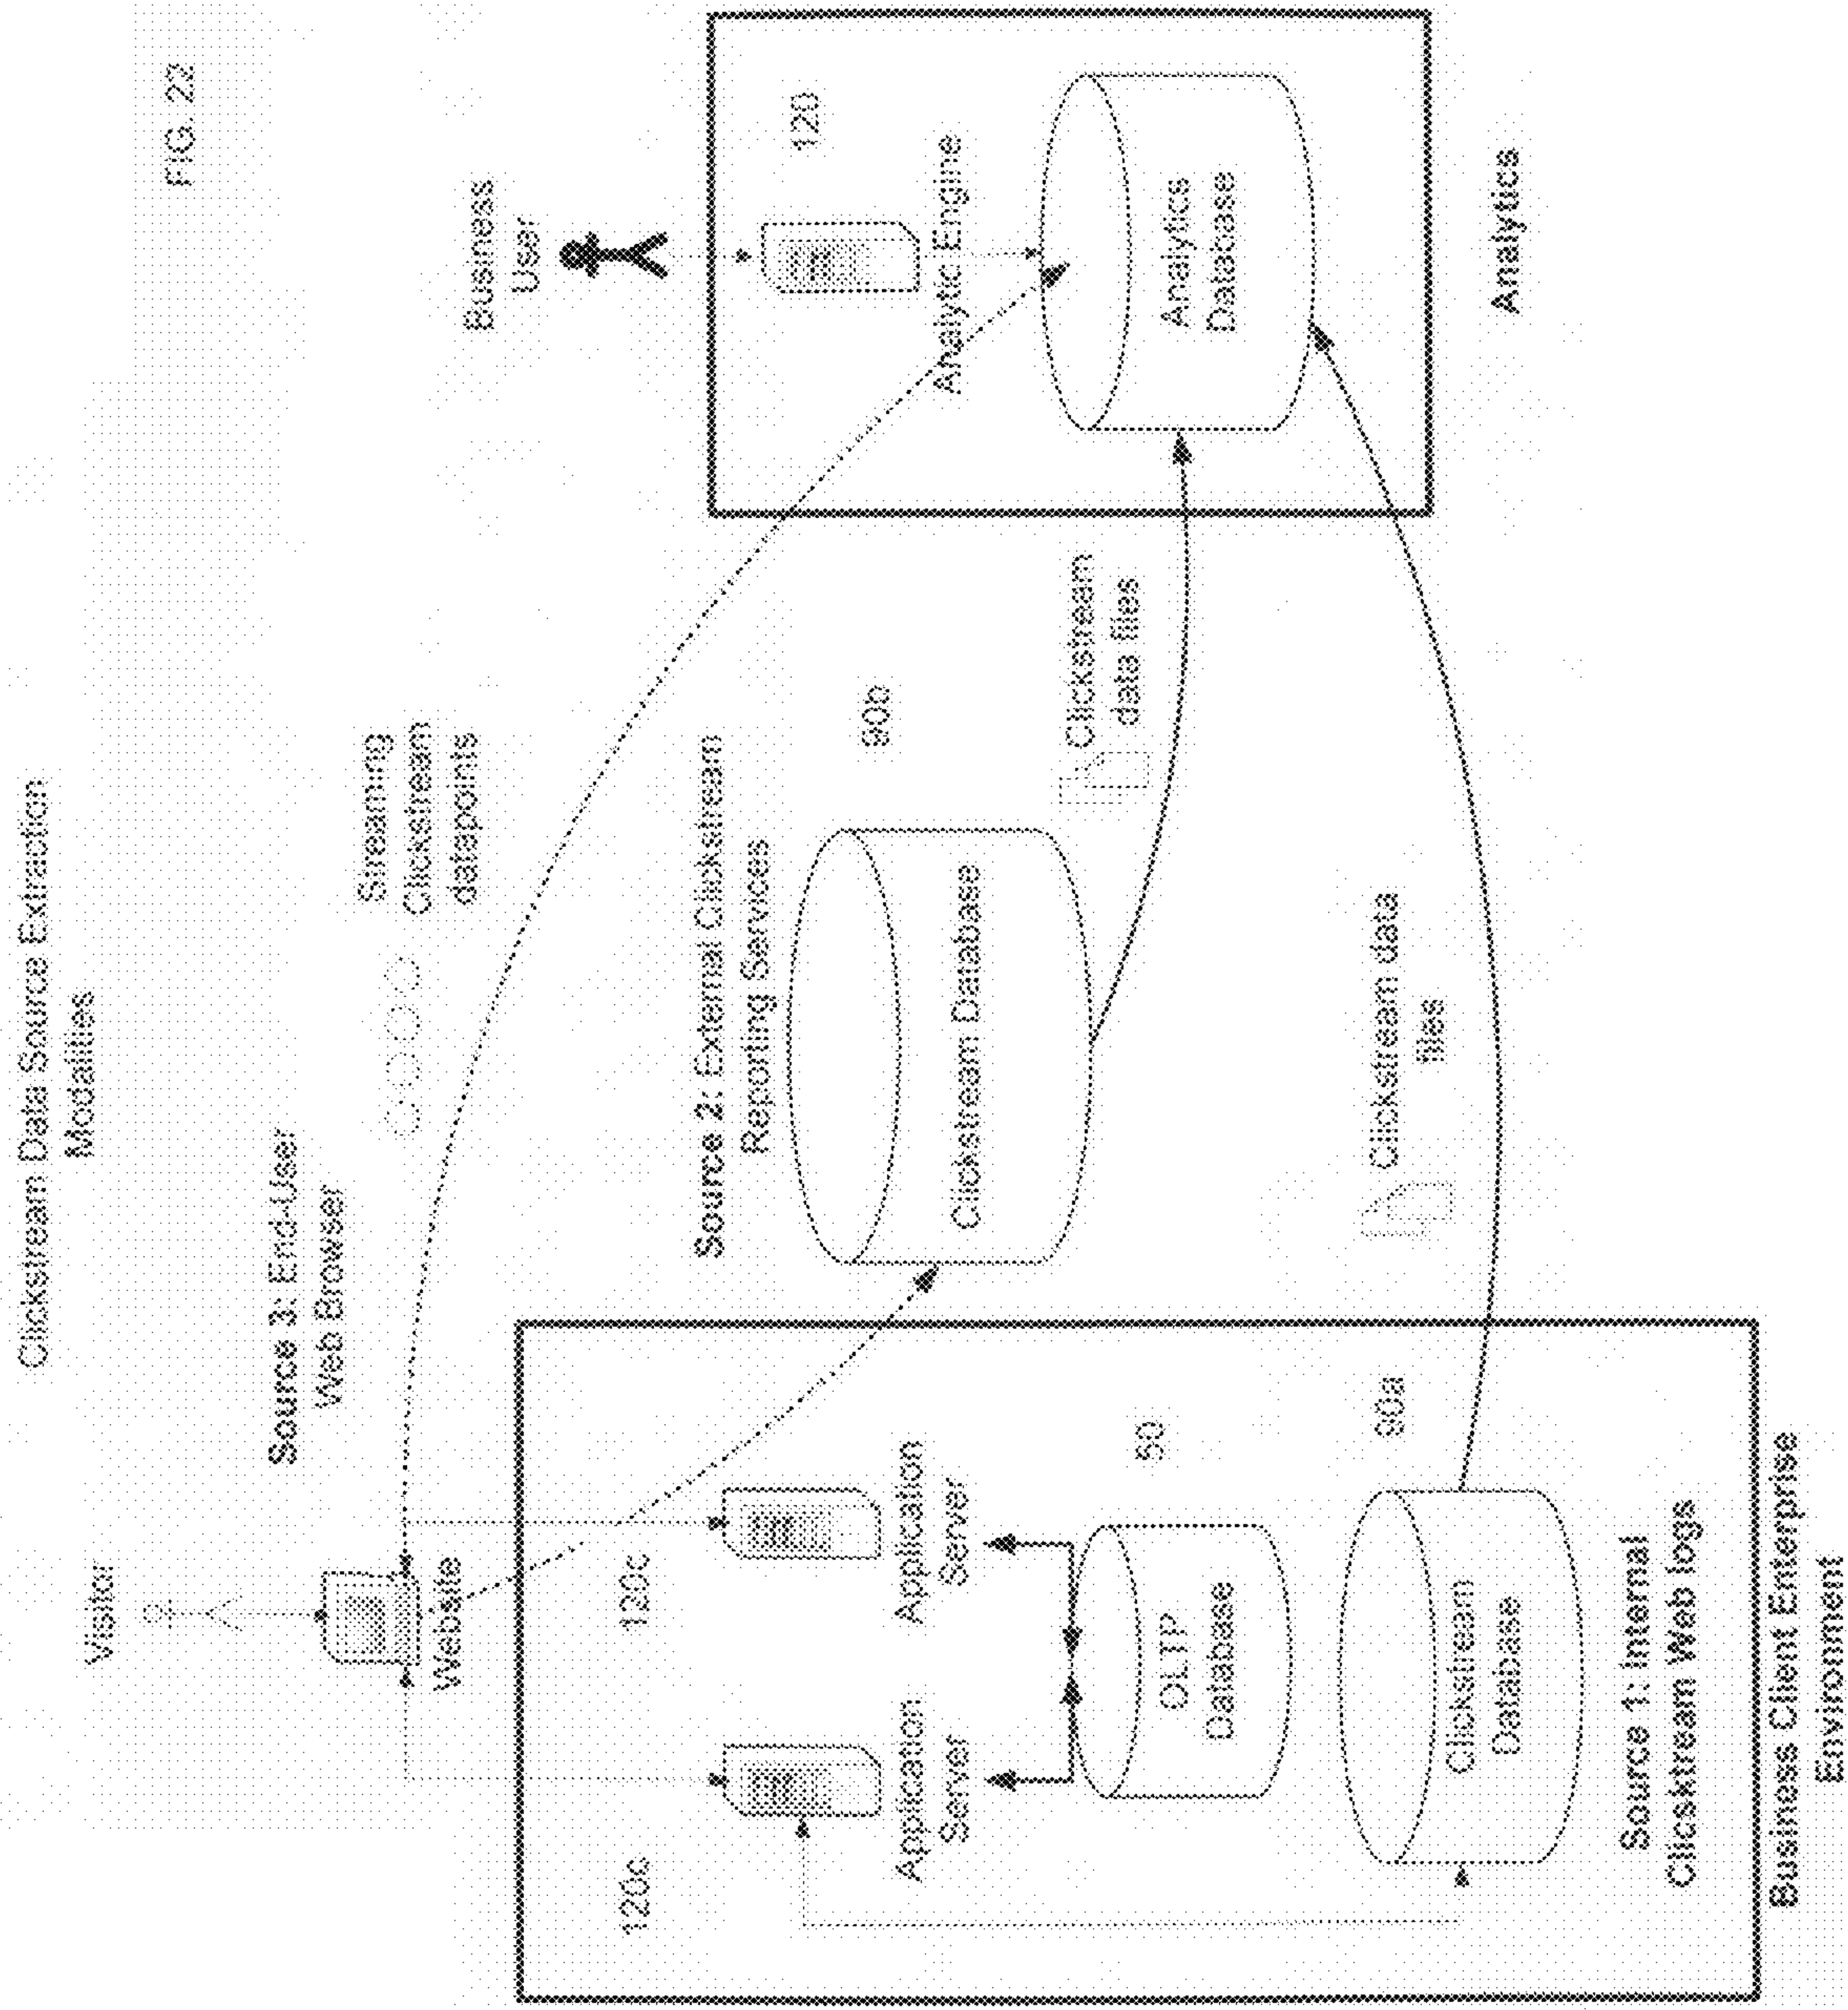 Clickstream Data Source Extraction
Modalities
FIG. 22
Visitor
Source 3: End-User
Web Browser
Streaming
Clickstream
datapoints
Website
Business
User
120c
120c
Application
Server
Application
Server
Source 2: External Clickstream
Reporting Services
90b
Clickstream Database
120
Analytic Engine
50
OLTP
Database
Clickstream
data files
Analytics
Database
90a
Clickstream
Database
Clickstream data
files
Source 1: Internal
Clicstream Web logs
Analytics
Business Client Enterprise
Environment